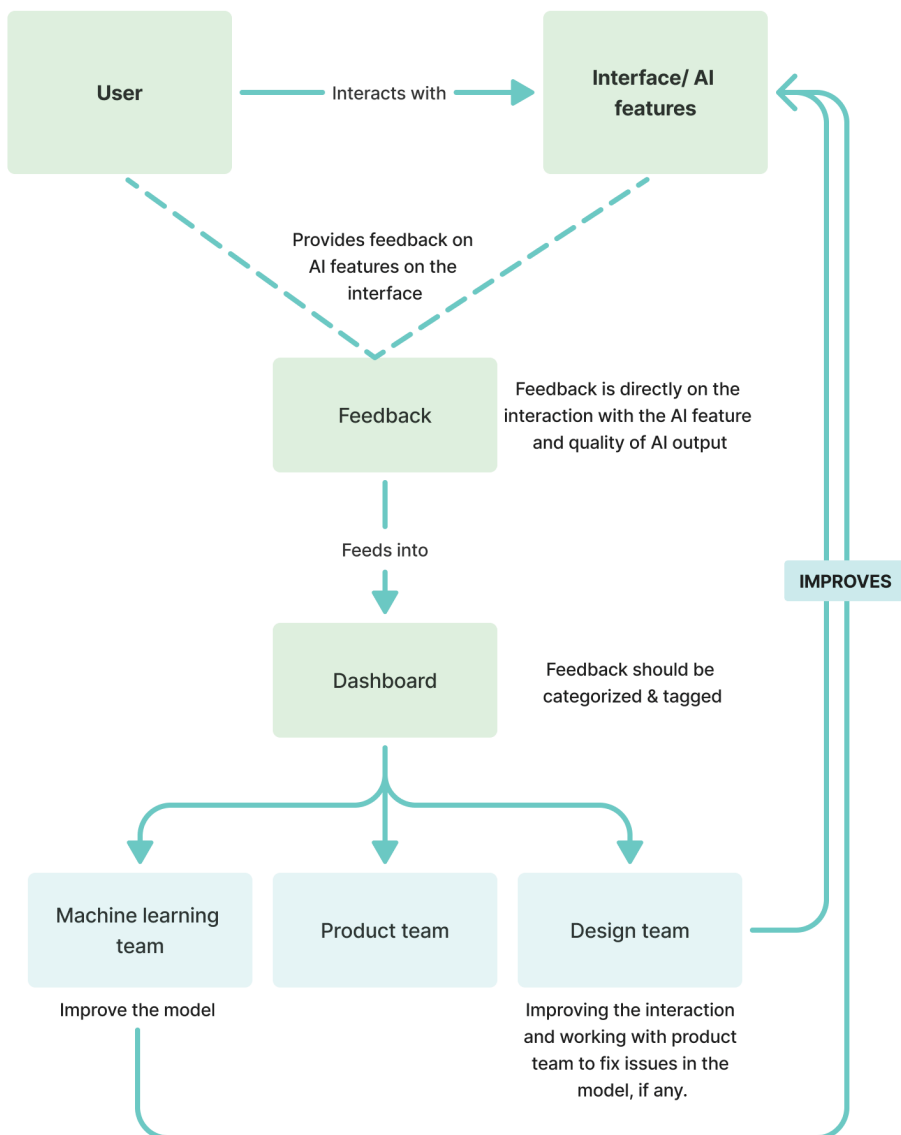 User
Interacts with
Interface/ AI
features
Provides feedback on
AI features on the
interface
Feedback
Feedback is directly on the
interaction with the AI feature
and quality of AI output
Feeds into
IMPROVES
Dashboard
Feedback should be
categorized & tagged
Machine learning
team
Product team
Design team
Improve the model
Improving the interaction
and working with product
team to fix issues in the
model, if any.